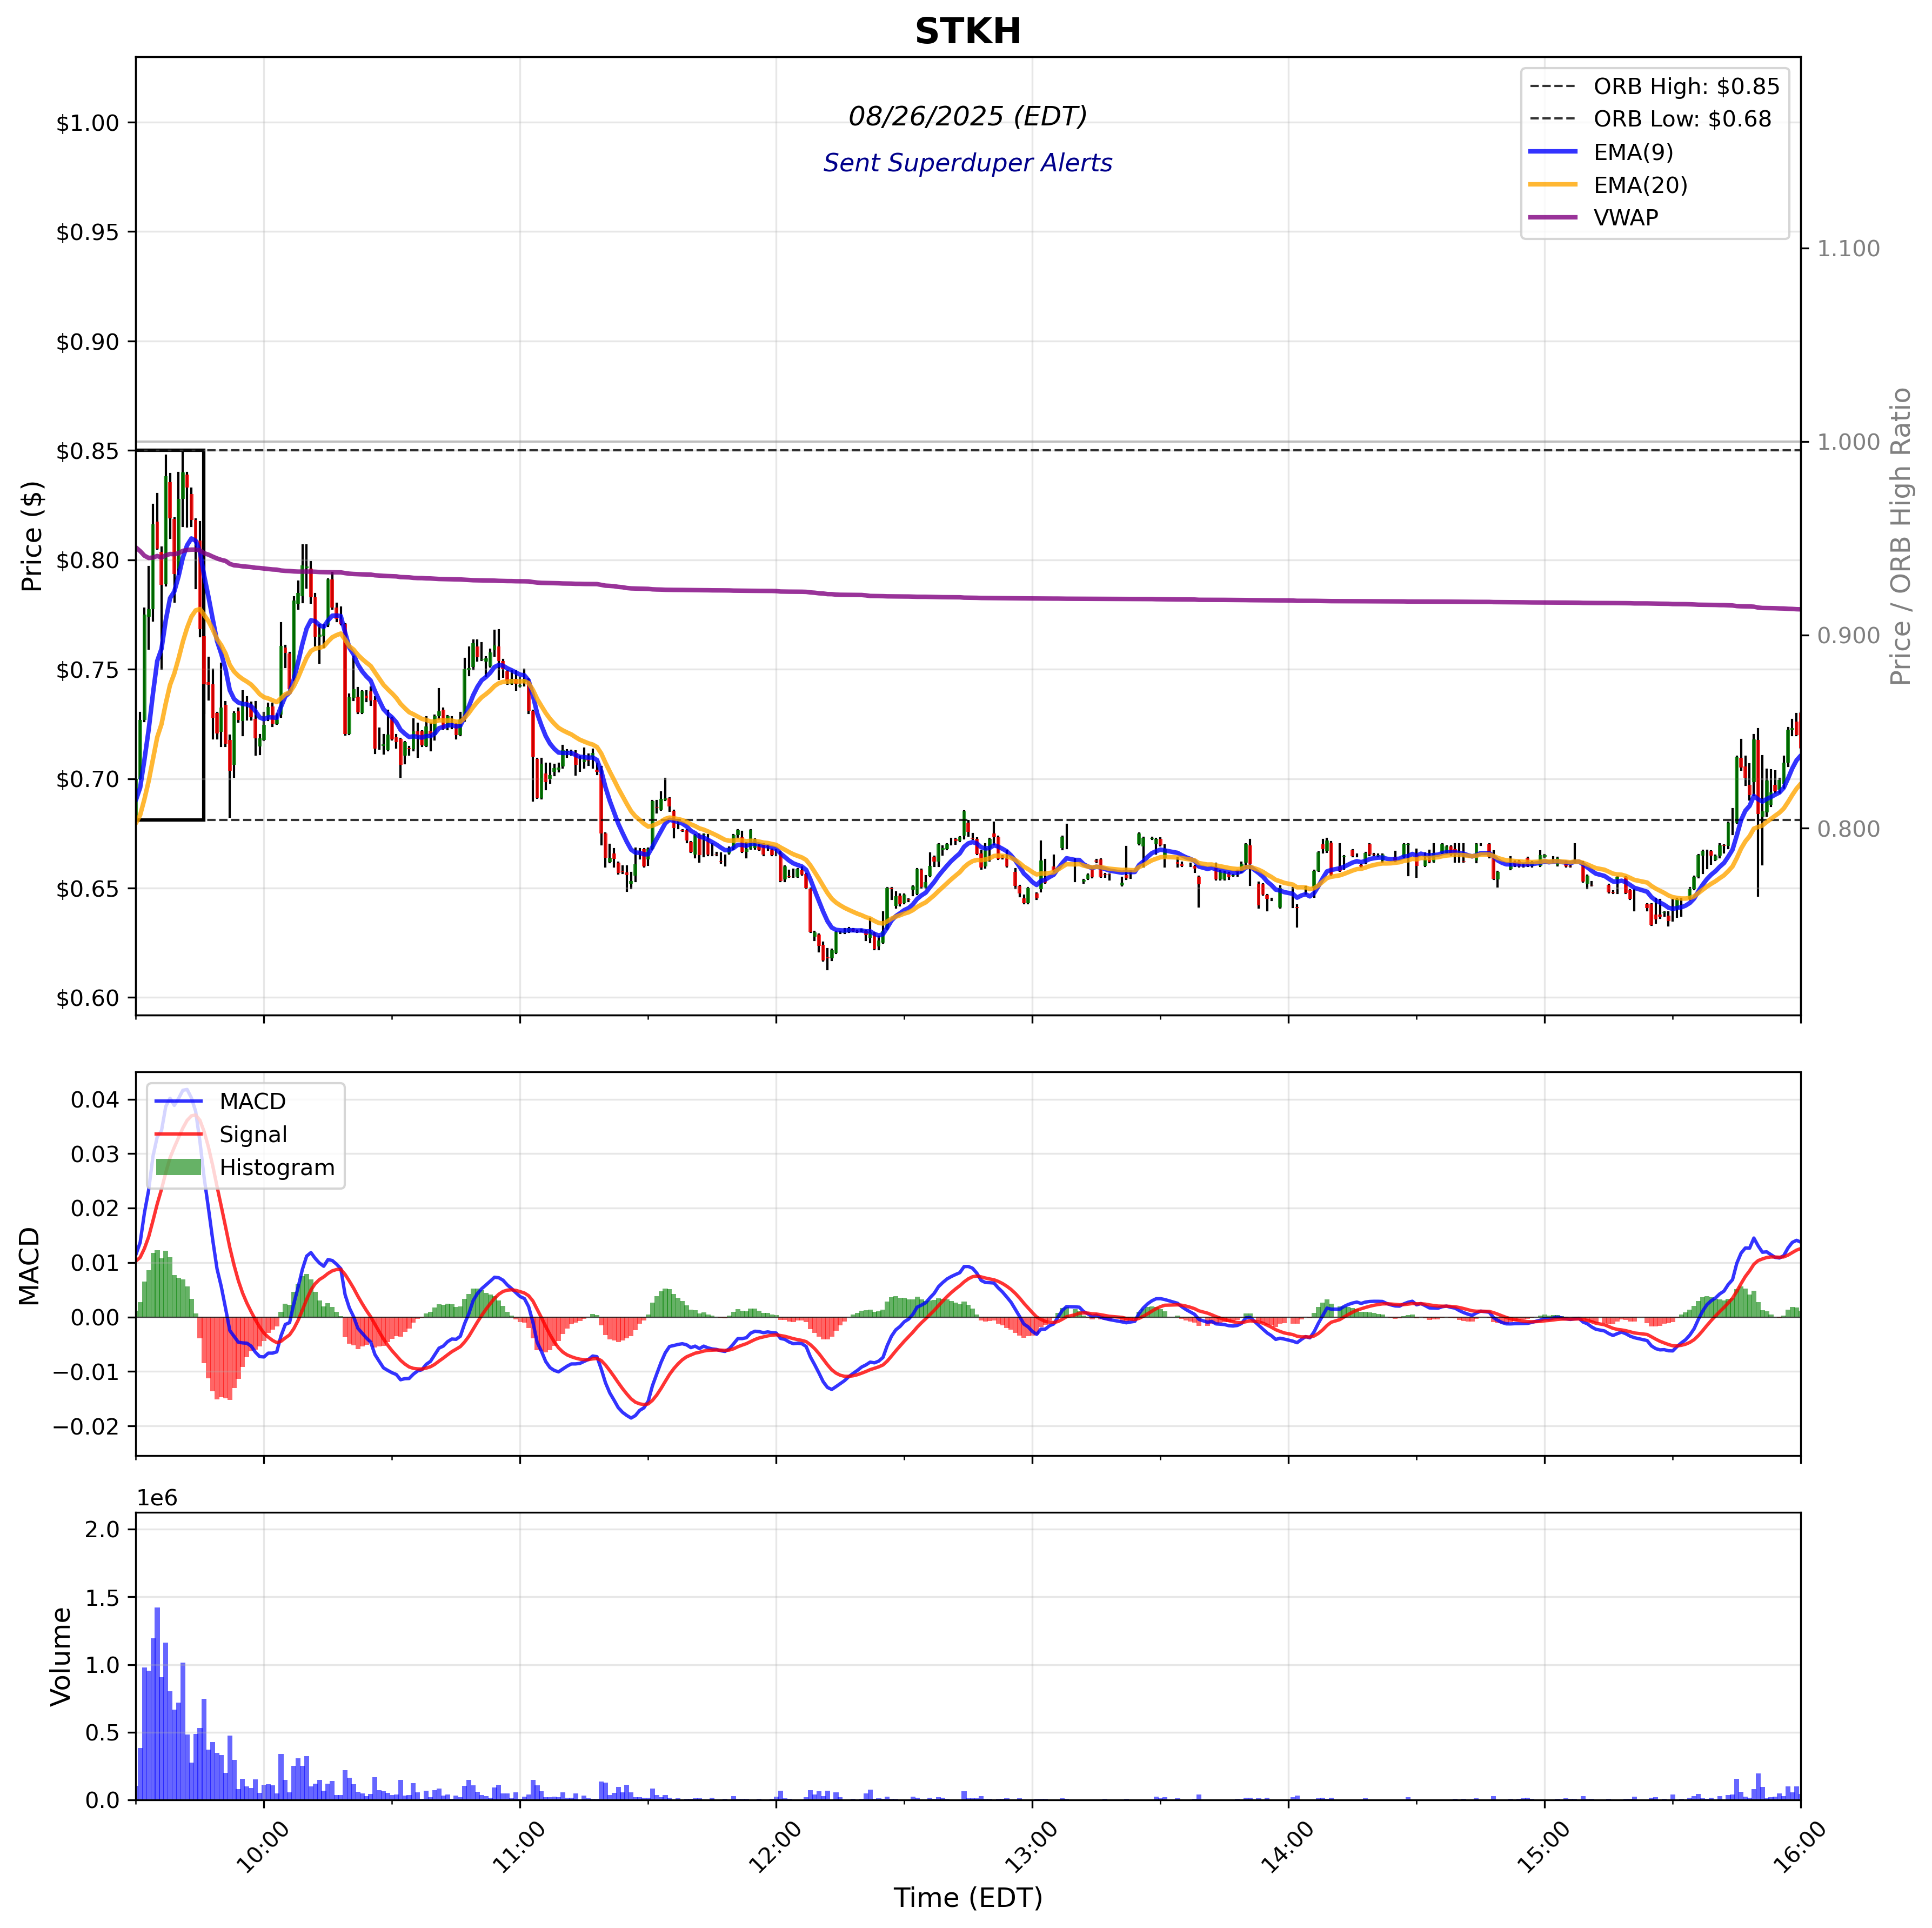 STKH
08/26/2025 (EDT)
Sent Superduper Alerts
ORB High: $0.85
ORB Low: $0.68
EMA(9)
EMA(20)
VWAP
Price ($)
$1.00
$0.95
$0.90
$0.85
$0.80
$0.75
$0.70
$0.65
$0.60
Price / ORB High Ratio
1.100
1.000
0.900
0.800
MACD
Signal
Histogram
MACD
0.04
0.03
0.02
0.01
0.00
−0.01
−0.02
1e6
Volume
2.0
1.5
1.0
0.5
0.0
10:00
11:00
12:00
13:00
14:00
15:00
16:00
Time (EDT)